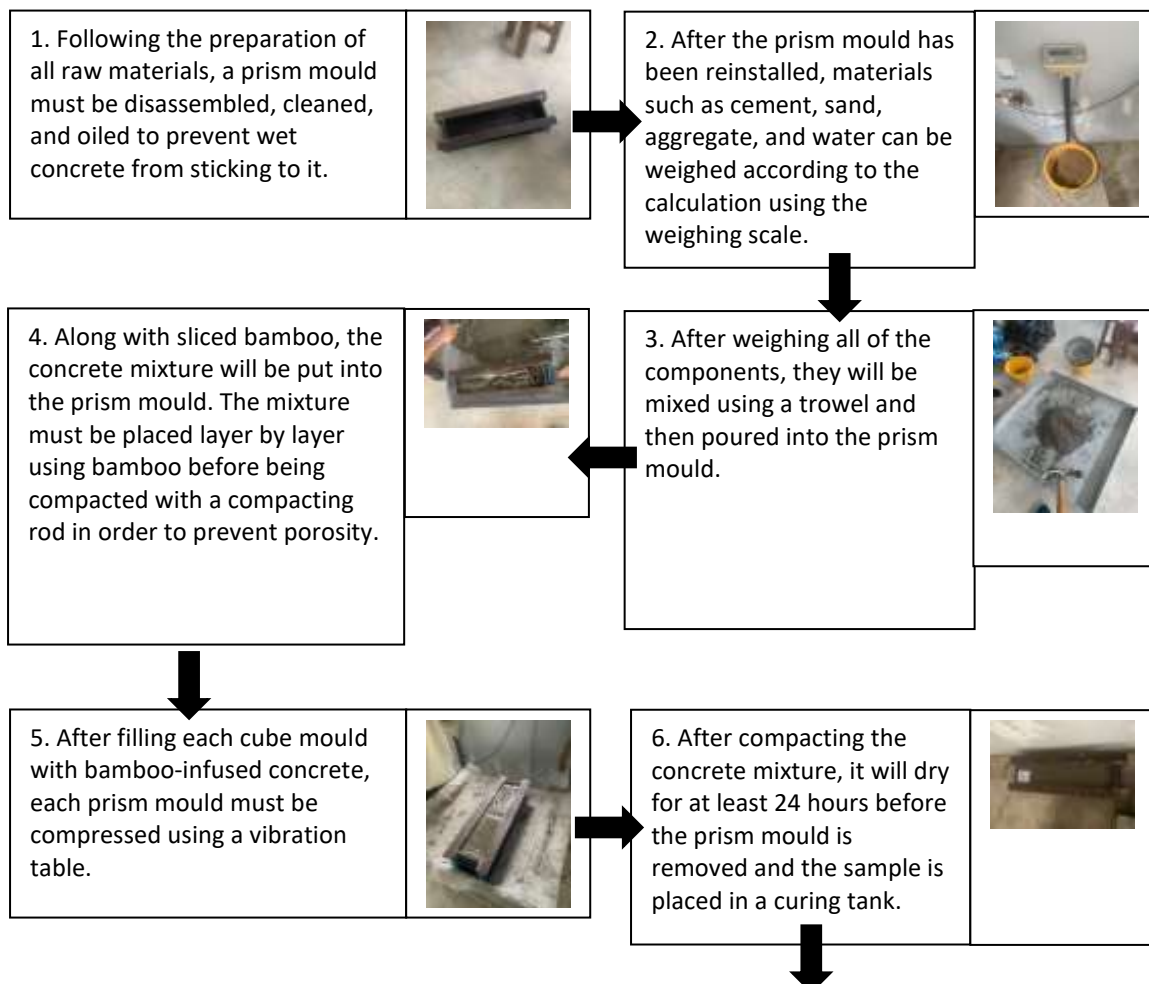 1. Following the preparation of
all raw materials, a prism mould
must be disassembled, cleaned,
and oiled to prevent wet
concrete from sticking to it.
2. After the prism mould has
been reinstalled, materials
such as cement, sand,
aggregate, and water can be
weighed according to the
calculation using the
weighing scale.
3. After weighing all of the
components, they will be
mixed using a trowel and
then poured into the prism
mould.
4. Along with sliced bamboo, the
concrete mixture will be put into
the prism mould. The mixture
must be placed layer by layer
using bamboo before being
compacted with a compacting
rod in order to prevent porosity.
5. After filling each cube mould
with bamboo-infused concrete,
each prism mould must be
compressed using a vibration
table.
6. After compacting the
concrete mixture, it will dry
for at least 24 hours before
the prism mould is
removed and the sample is
placed in a curing tank.